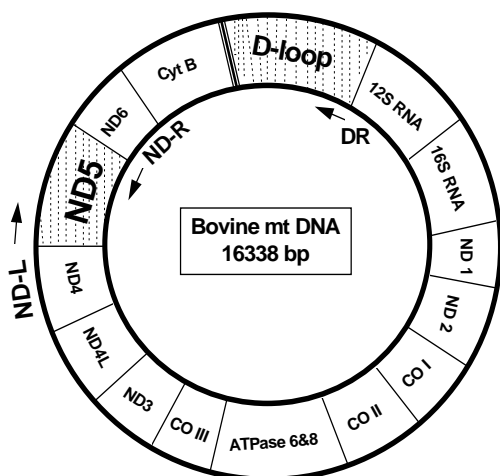 D-loop
12S RNA
16S RNA
ND 1
ND 2
CO I
CO II
ATPase 6&8
CO III
ND3
ND4L
ND4
ND5
ND6
Cyt B
DR
ND-R
ND-L
Bovine mt DNA
16338 bp